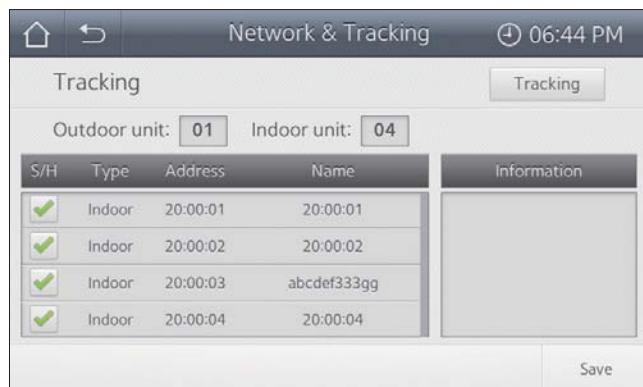 Network & Tracking 06:44 PM
Tracking Tracking
Outdoor unit: 01 Indoor unit: 04
S/H Type Address Name Information
Indoor 20:00:01 20:00:01
Indoor 20:00:02 20:00:02
Indoor 20:00:03 abcdef333gg
Indoor 20:00:04 20:00:04
Save